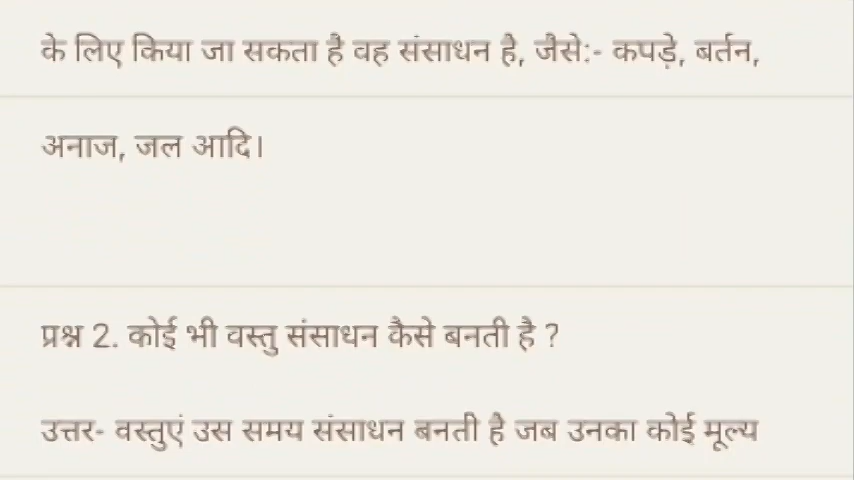 के लिए किया जा सकता है वह संसाधन है, जैसे:- कपड़े, बर्तन,
अनाज, जल आदि।
प्रश्न 2. कोई भी वस्तु संसाधन कैसे बनती है ?
उत्तर- वस्तुएं उस समय संसाधन बनती है जब उनका कोई मूल्य